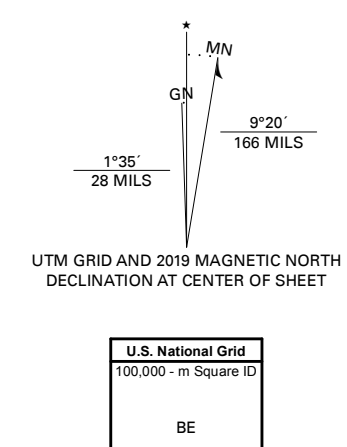 ★
MN
GN
9°20´
166 MILS
1°35´
28 MILS
UTM GRID AND 2019 MAGNETIC NORTH
DECLINATION AT CENTER OF SHEET
U.S. National Grid
100,000 - m Square ID
BE